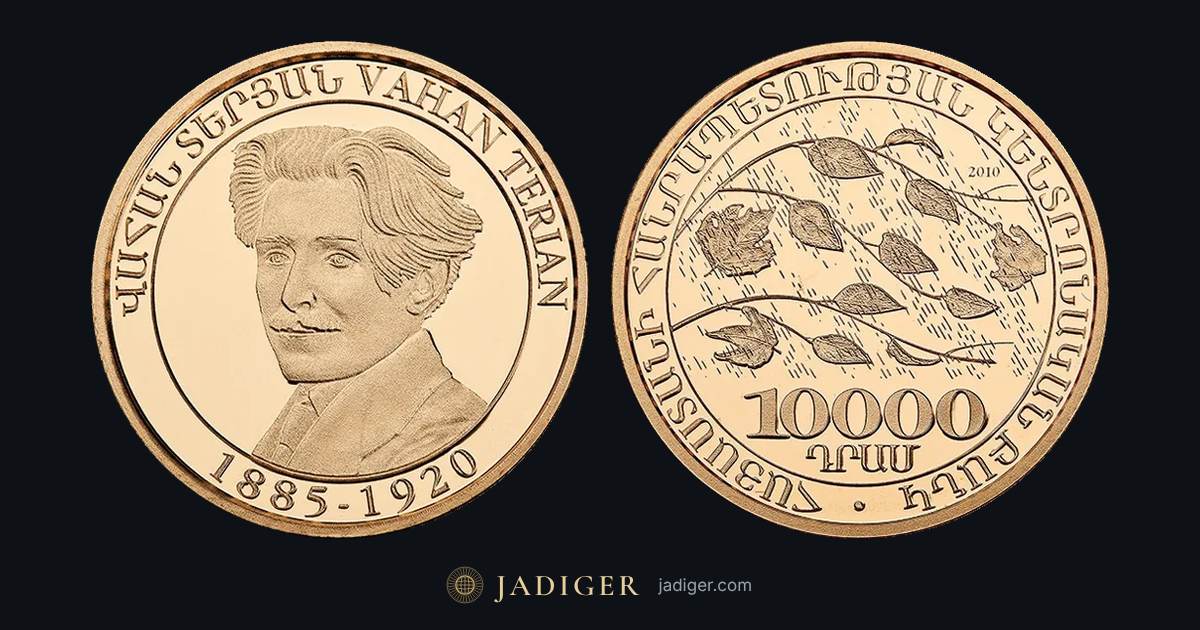 ՎԱՀԱՆ ՏԵՐՅԱՆ VAHAN TERIAN
1885-1920
ՀԱՅԱՍՏԱՆԻ ՀԱՆՐԱՊԵՏՈՒԹՅԱՆ ԿԵՆՏՐՈՆԱԿԱՆ ԲԱՆԿ
2010
10000
ԴՐԱՄ
JADIGER jadiger.com